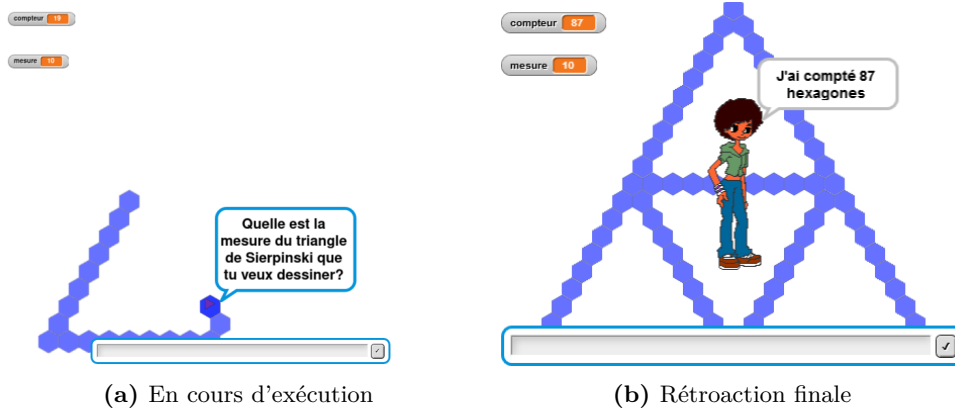 compteur 19
mesure 10
Quelle est la
mesure du triangle
de Sierpinski que
tu veux dessiner?
(a) En cours d'exécution
compteur 87
mesure 10
J'ai compté 87
hexagones
(b) Rétroaction finale